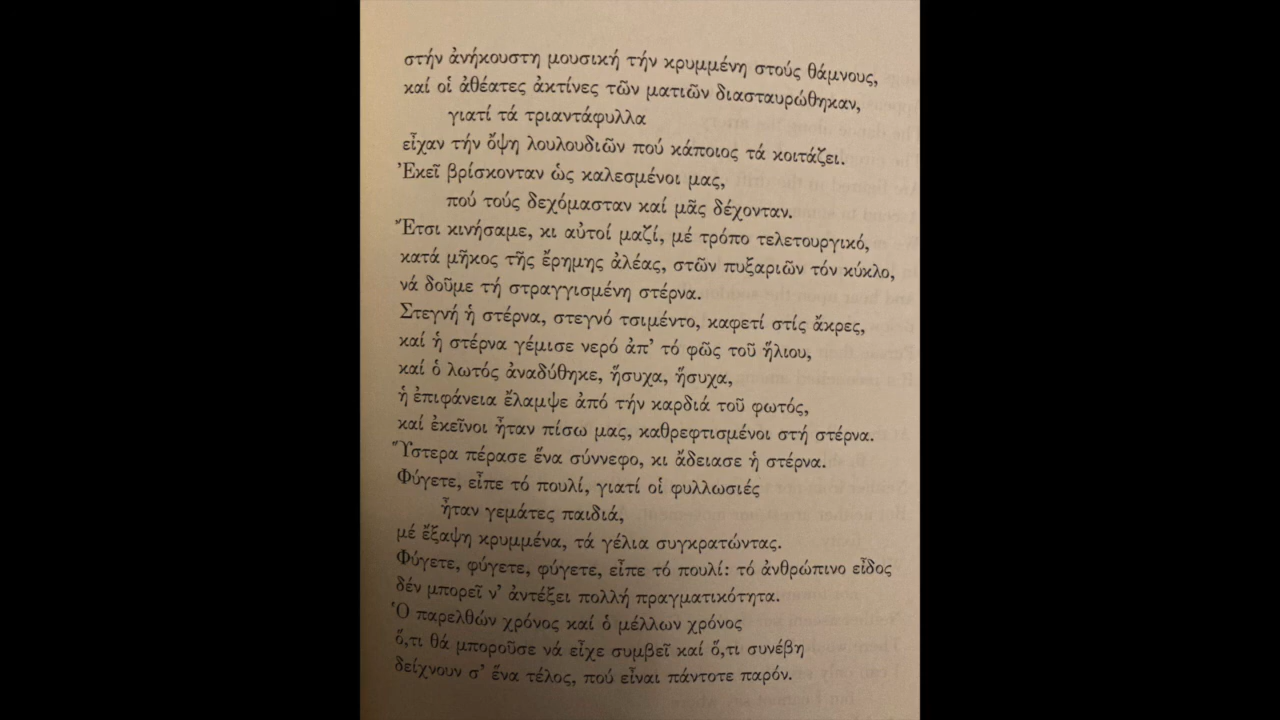 στήν ἀνήκουστη μουσική τήν κρυμμένη στούς θάμνους,
καί οἱ ἀθέατες ἀκτίνες τῶν ματιῶν διασταυρώθηκαν,
γιατί τά τριαντάφυλλα
εἶχαν τήν ὄψη λουλουδιῶν πού κάποιος τά κοιτάζει.
Ἐκεῖ βρίσκονταν ὡς καλεσμένοι μας,
πού τούς δεχόμασταν καί μᾶς δέχονταν.
Ἔτσι κινήσαμε, κι αὐτοί μαζί, μέ τρόπο τελετουργικό,
κατά μῆκος τῆς ἔρημης ἀλέας, στῶν πυξαριῶν τόν κύκλο,
νά δοῦμε τή στραγγισμένη στέρνα.
Στεγνή ἡ στέρνα, στεγνό τσιμέντο, καφετί στίς ἄκρες,
καί ἡ στέρνα γέμισε νερό ἀπ' τό φῶς τοῦ ἥλιου,
καί ὁ λωτός ἀναδύθηκε, ἥσυχα, ἥσυχα,
ἡ ἐπιφάνεια ἔλαμψε ἀπό τήν καρδιά τοῦ φωτός,
καί ἐκεῖνοι ἦταν πίσω μας, καθρεφτισμένοι στή στέρνα.
Ὕστερα πέρασε ἕνα σύννεφο, κι ἄδειασε ἡ στέρνα.
Φύγετε, εἶπε τό πουλί, γιατί οἱ φυλλωσιές
ἦταν γεμάτες παιδιά,
μέ ἔξαψη κρυμμένα, τά γέλια συγκρατώντας.
Φύγετε, φύγετε, φύγετε, εἶπε τό πουλί: τό ἀνθρώπινο εἶδος
δέν μπορεῖ ν' ἀντέξει πολλή πραγματικότητα.
Ὁ παρελθών χρόνος καί ὁ μέλλων χρόνος
ὅ,τι θά μποροῦσε νά εἶχε συμβεῖ καί ὅ,τι συνέβη
δείχνουν σ' ἕνα τέλος, πού εἶναι πάντοτε παρόν.